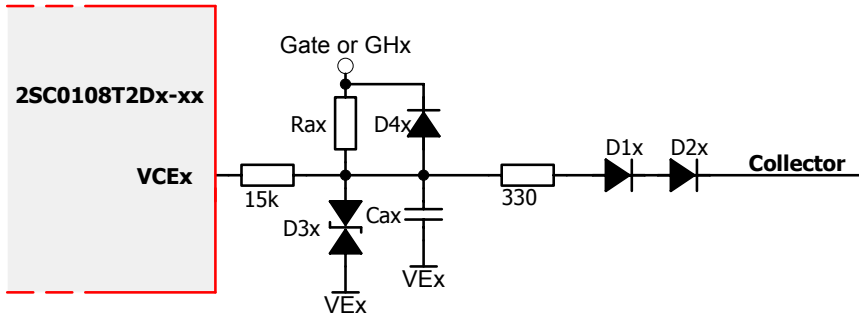 Gate or GHx
2SC0108T2Dx-xx
Rax
D4x
D1x
D2x
VCEx
Collector
15k
330
D3x
Cax
VEx
VEx